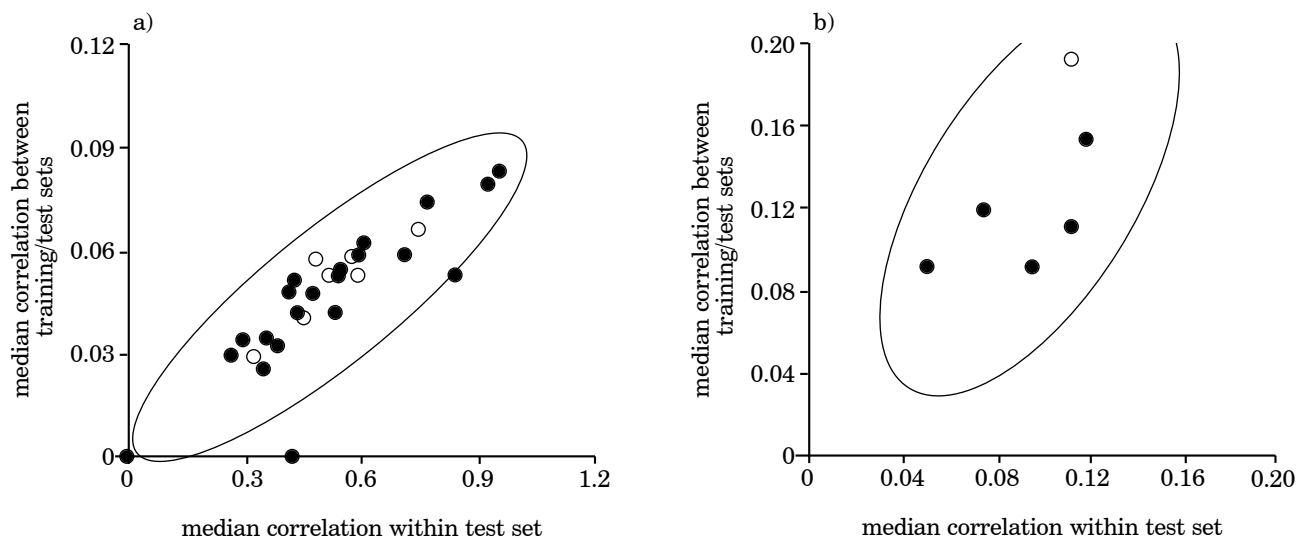 a)
0.12
0.09
0.06
0.03
0
0
0.3
0.6
0.9
1.2
median correlation between
training/test sets
median correlation within test set
b)
0.20
0.16
0.12
0.08
0.04
0
0
0.04
0.08
0.12
0.16
0.20
median correlation between
training/test sets
median correlation within test set